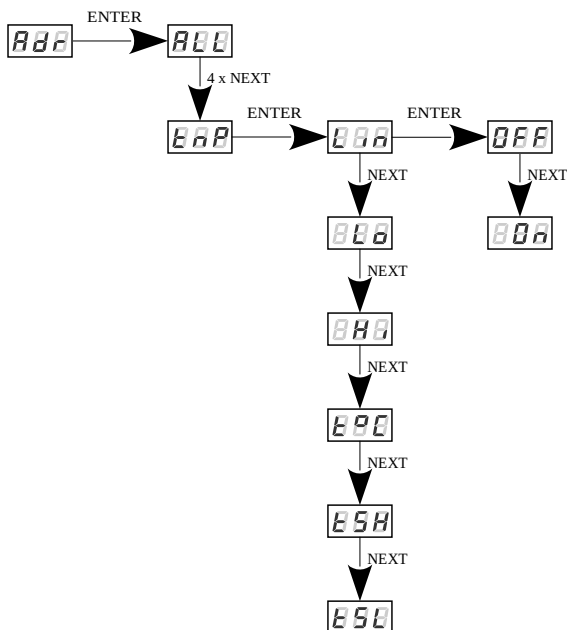 ENTER
Adr ALL
4 x NEXT
ENTER ENTER
tnP Lin OFF
NEXT NEXT
Lo On
NEXT
Hi
NEXT
t°C
NEXT
tSH
NEXT
tSL